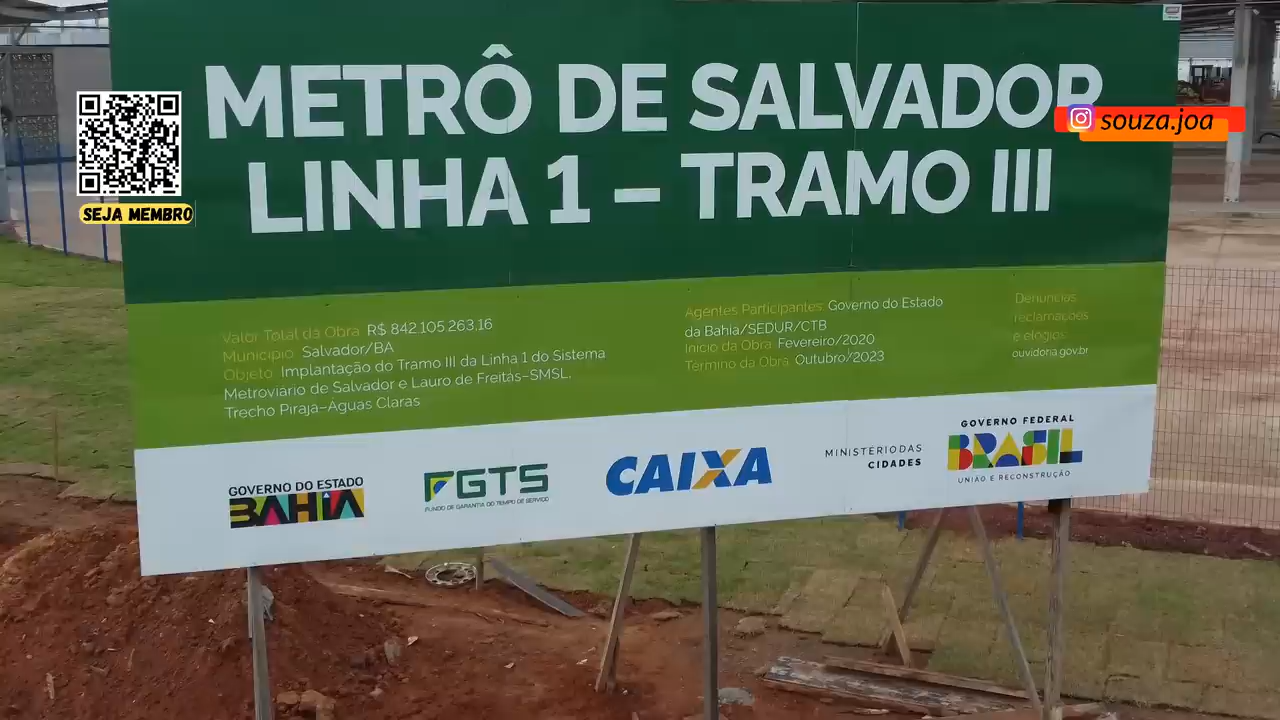 METRÔ DE SALVADOR
LINHA 1 – TRAMO III
souza.joa
SEJA MEMBRO
Valor Total da Obra: R$ 842.105.263,16
Município: Salvador/BA
Objeto: Implantação do Tramo III da Linha 1 do Sistema
Metroviário de Salvador e Lauro de Freitas–SMSL,
Trecho Pirajá–Águas Claras
Agentes Participantes: Governo do Estado
da Bahia/SEDUR/CTB
Início da Obra: Fevereiro/2020
Término da Obra: Outubro/2023
Denúncias,
reclamações
e elogios:
ouvidoria.gov.br
GOVERNO DO ESTADO
BAHIA
FGTS
FUNDO DE GARANTIA DO TEMPO DE SERVIÇO
CAIXA
MINISTÉRIO DAS
CIDADES
GOVERNO FEDERAL
BRASIL
UNIÃO E RECONSTRUÇÃO